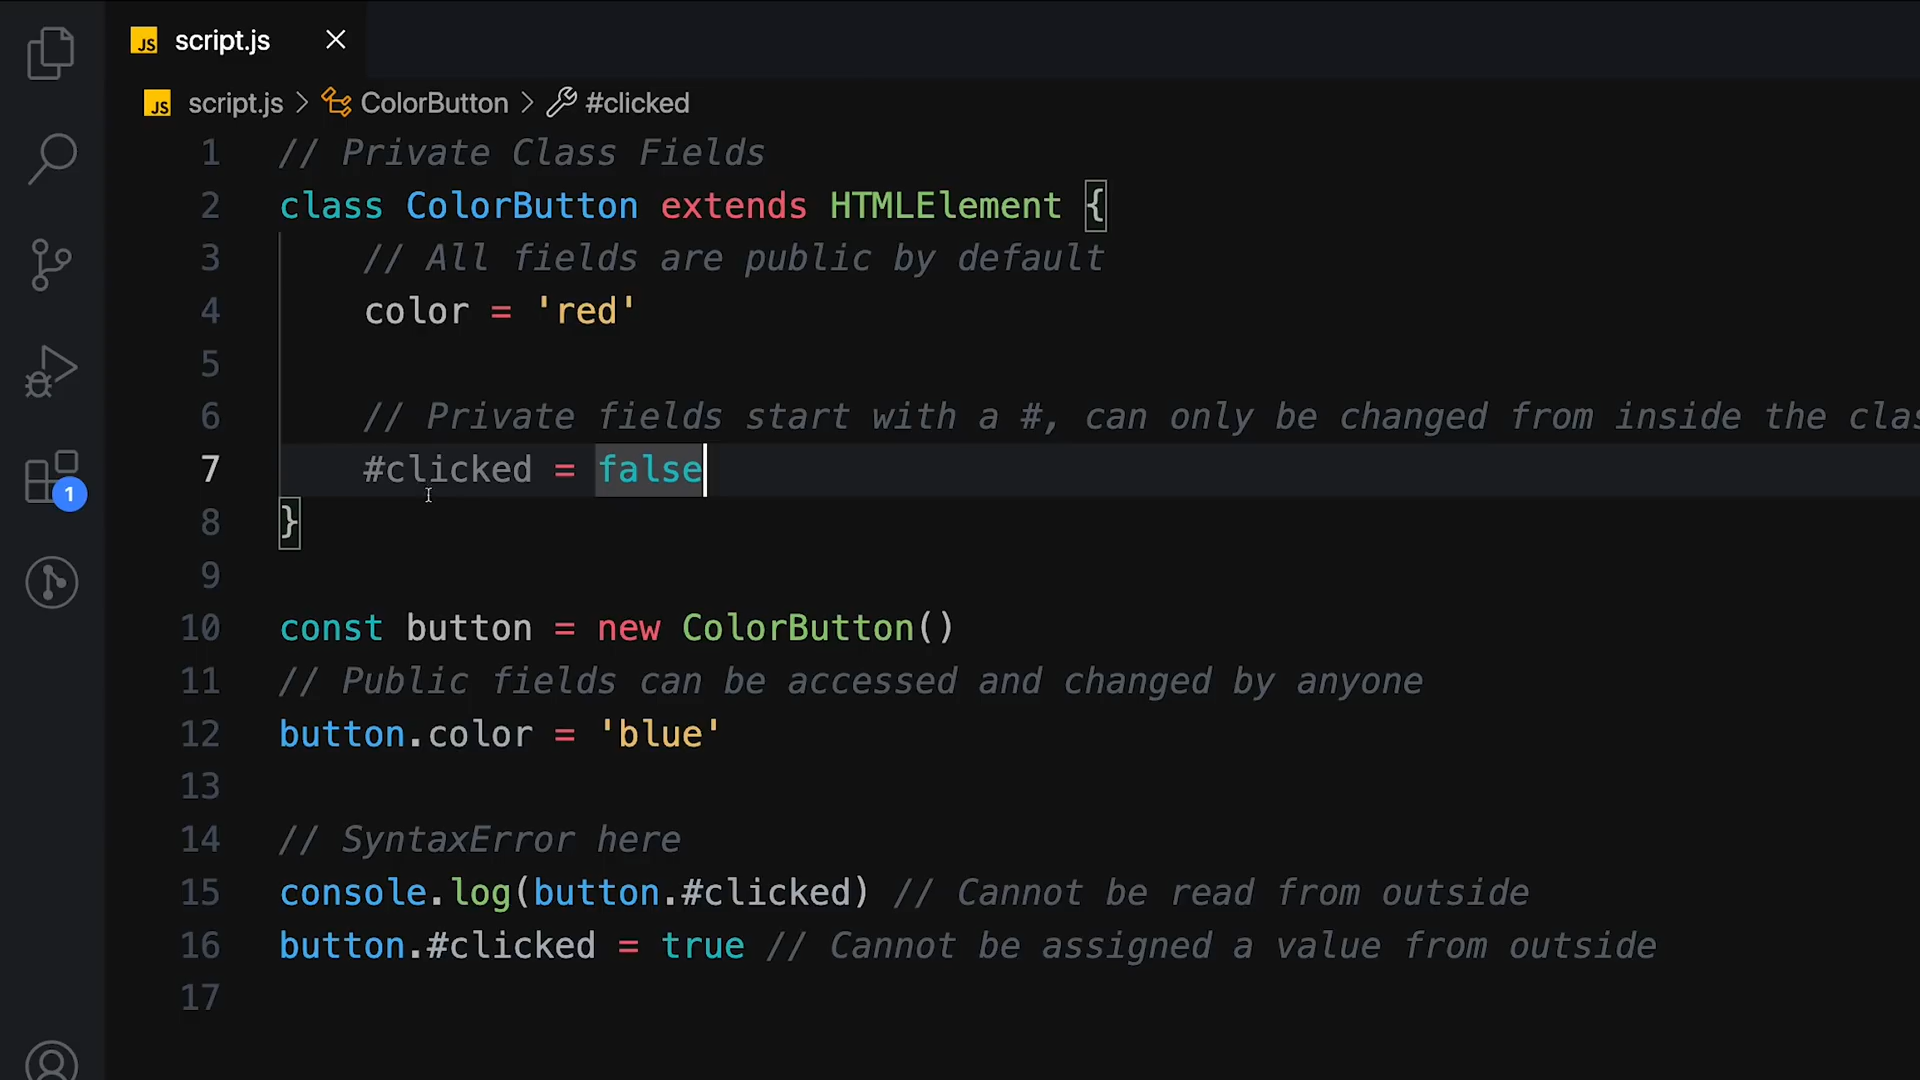 JS script.js
JS script.js > ColorButton > #clicked
1 // Private Class Fields
2 class ColorButton extends HTMLElement {
3 // All fields are public by default
4 color = 'red'
5
6 // Private fields start with a #, can only be changed from inside the clas
7 #clicked = false
8 }
9
10 const button = new ColorButton()
11 // Public fields can be accessed and changed by anyone
12 button.color = 'blue'
13
14 // SyntaxError here
15 console.log(button.#clicked) // Cannot be read from outside
16 button.#clicked = true // Cannot be assigned a value from outside
17
1